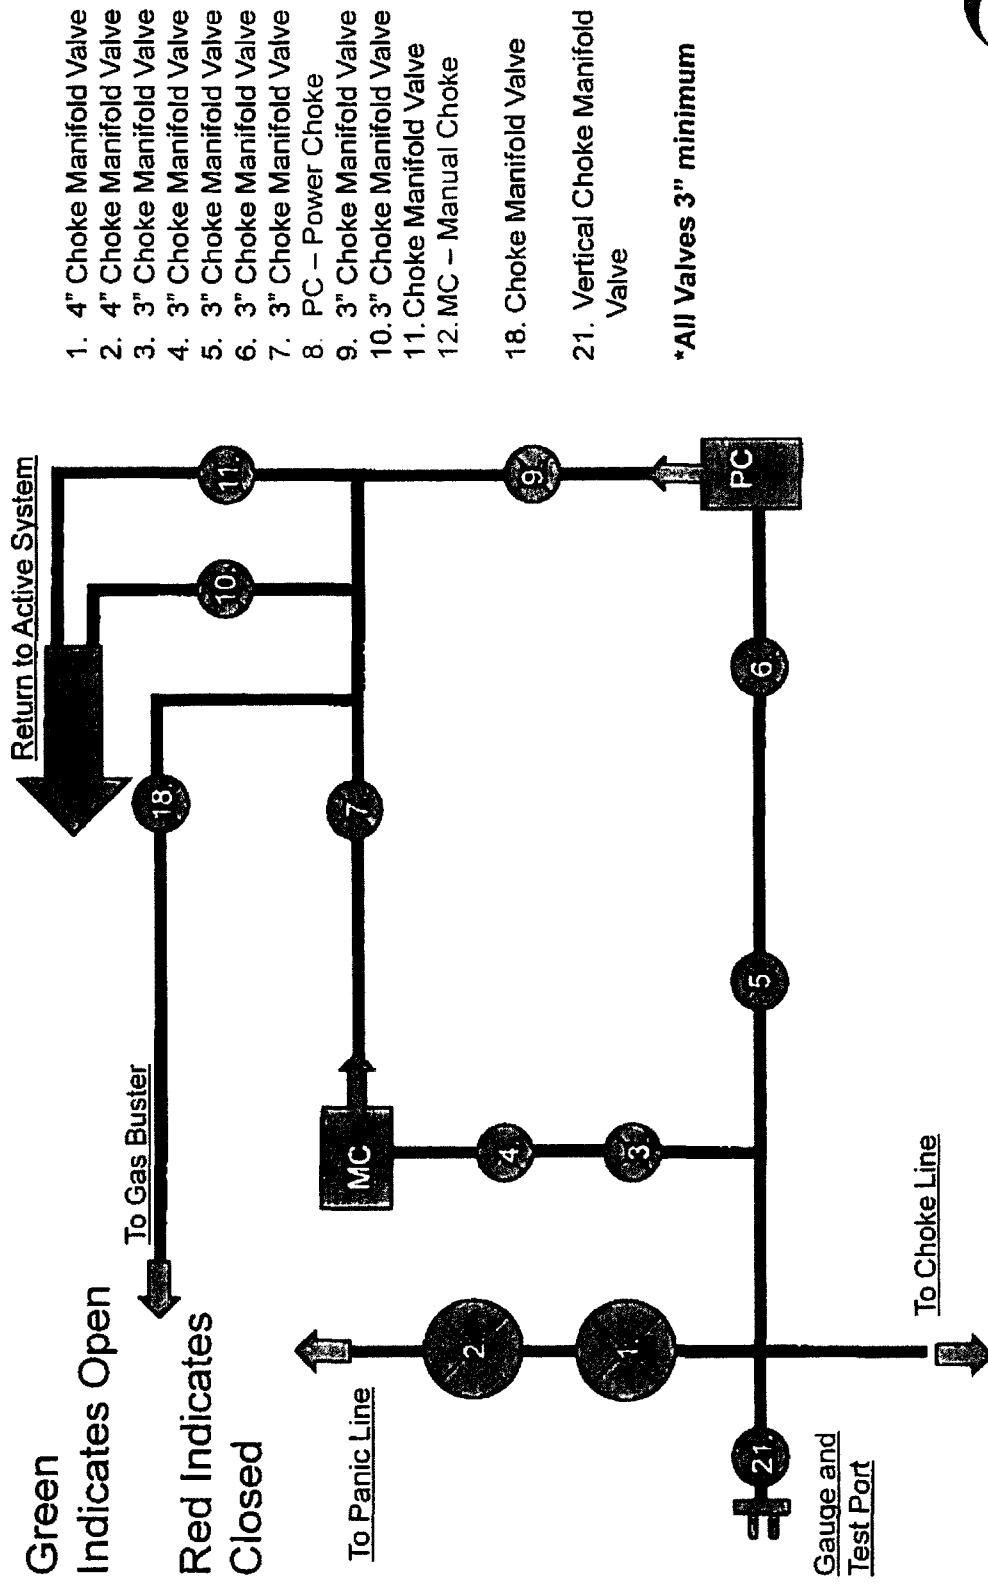 Green
Indicates Open
Red Indicates
Closed
To Gas Buster
Return to Active System
To Panic Line
To Choke Line
Gauge and
Test Port
MC
PC
18.
10.
11.
7
9.
4.
3.
2.
1.
5
6
21
1. 4" Choke Manifold Valve
2. 4" Choke Manifold Valve
3. 3" Choke Manifold Valve
4. 3" Choke Manifold Valve
5. 3" Choke Manifold Valve
6. 3" Choke Manifold Valve
7. 3" Choke Manifold Valve
8. PC – Power Choke
9. 3" Choke Manifold Valve
10. 3" Choke Manifold Valve
11. Choke Manifold Valve
12. MC – Manual Choke
18. Choke Manifold Valve
21. Vertical Choke Manifold
Valve
*All Valves 3" minimum